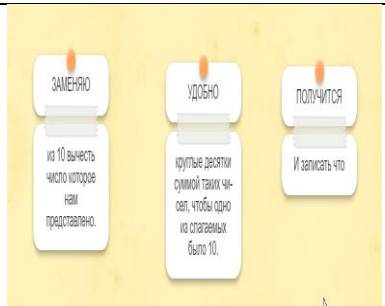 ЗАМЕНЯЮ
из 10 вычесть
число которое
нам
представлено.
УДОБНО
круглые десятки
суммой таких чи-
сел, чтобы одно
из слагаемых
было 10.
ПОЛУЧИТСЯ
И записать что